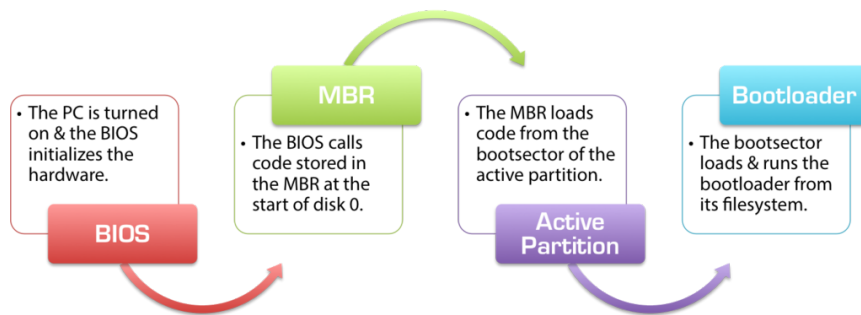 • The PC is turned
on & the BIOS
initializes the
hardware.
BIOS
MBR
• The BIOS calls
code stored in
the MBR at the
start of disk 0.
• The MBR loads
code from the
bootsector of the
active partition.
Active
Partition
Bootloader
• The bootsector
loads & runs the
bootloader from
its filesystem.